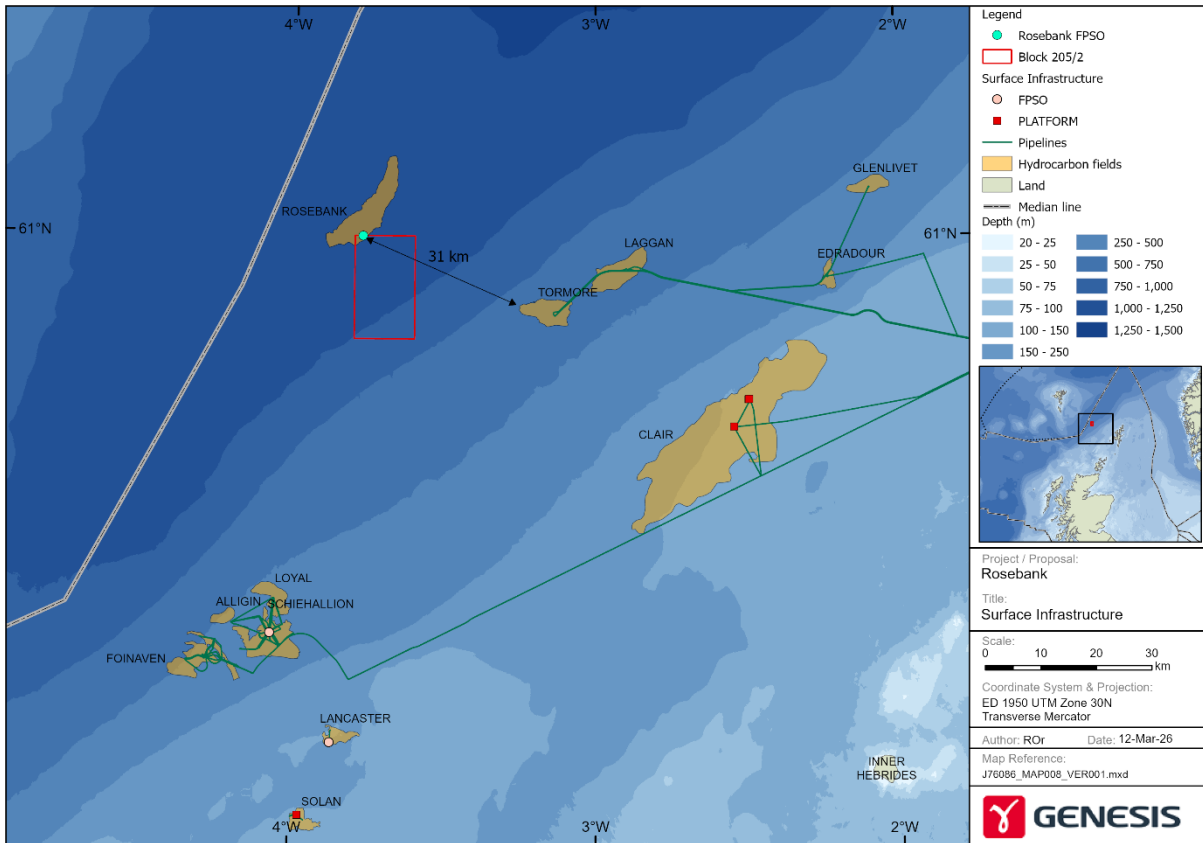 4°W
3°W
2°W
61°N
61°N
ROSEBANK
31 km
GLENLIVET
LAGGAN
EDRADOUR
TORMORE
CLAIR
LOYAL
ALLIGIN
SCHIEHALLION
FOINAVEN
LANCASTER
SOLAN
INNER
HEBRIDES
4°W
3°W
2°W
Legend
Rosebank FPSO
Block 205/2
Surface Infrastructure
FPSO
PLATFORM
Pipelines
Hydrocarbon fields
Land
Median line
Depth (m)
20 - 25
25 - 50
50 - 75
75 - 100
100 - 150
150 - 250
250 - 500
500 - 750
750 - 1,000
1,000 - 1,250
1,250 - 1,500
Project / Proposal:
Rosebank
Title:
Surface Infrastructure
Scale:
0 10 20 30
km
Coordinate System & Projection:
ED 1950 UTM Zone 30N
Transverse Mercator
Author: ROr Date: 12-Mar-26
Map Reference:
J76086_MAP008_VER001.mxd
GENESIS